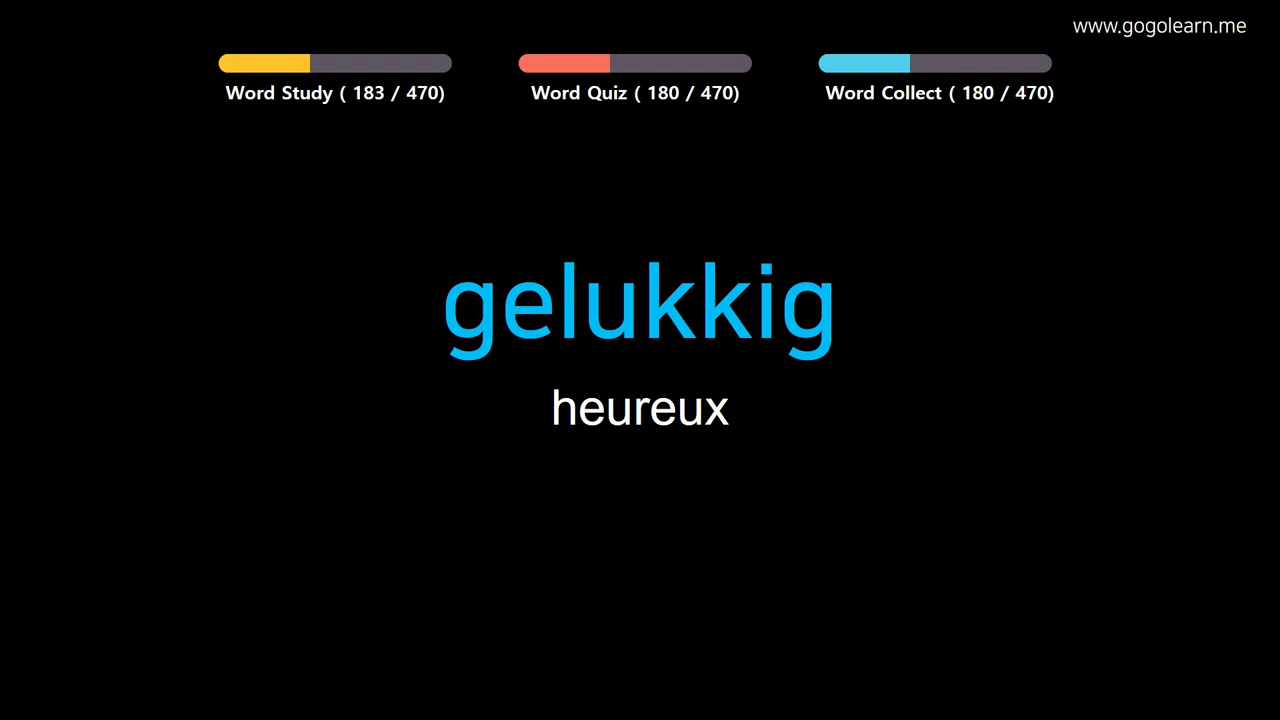 www.gogolearn.me
Word Study ( 183 / 470)
Word Quiz ( 180 / 470)
Word Collect ( 180 / 470)
gelukkig
heureux